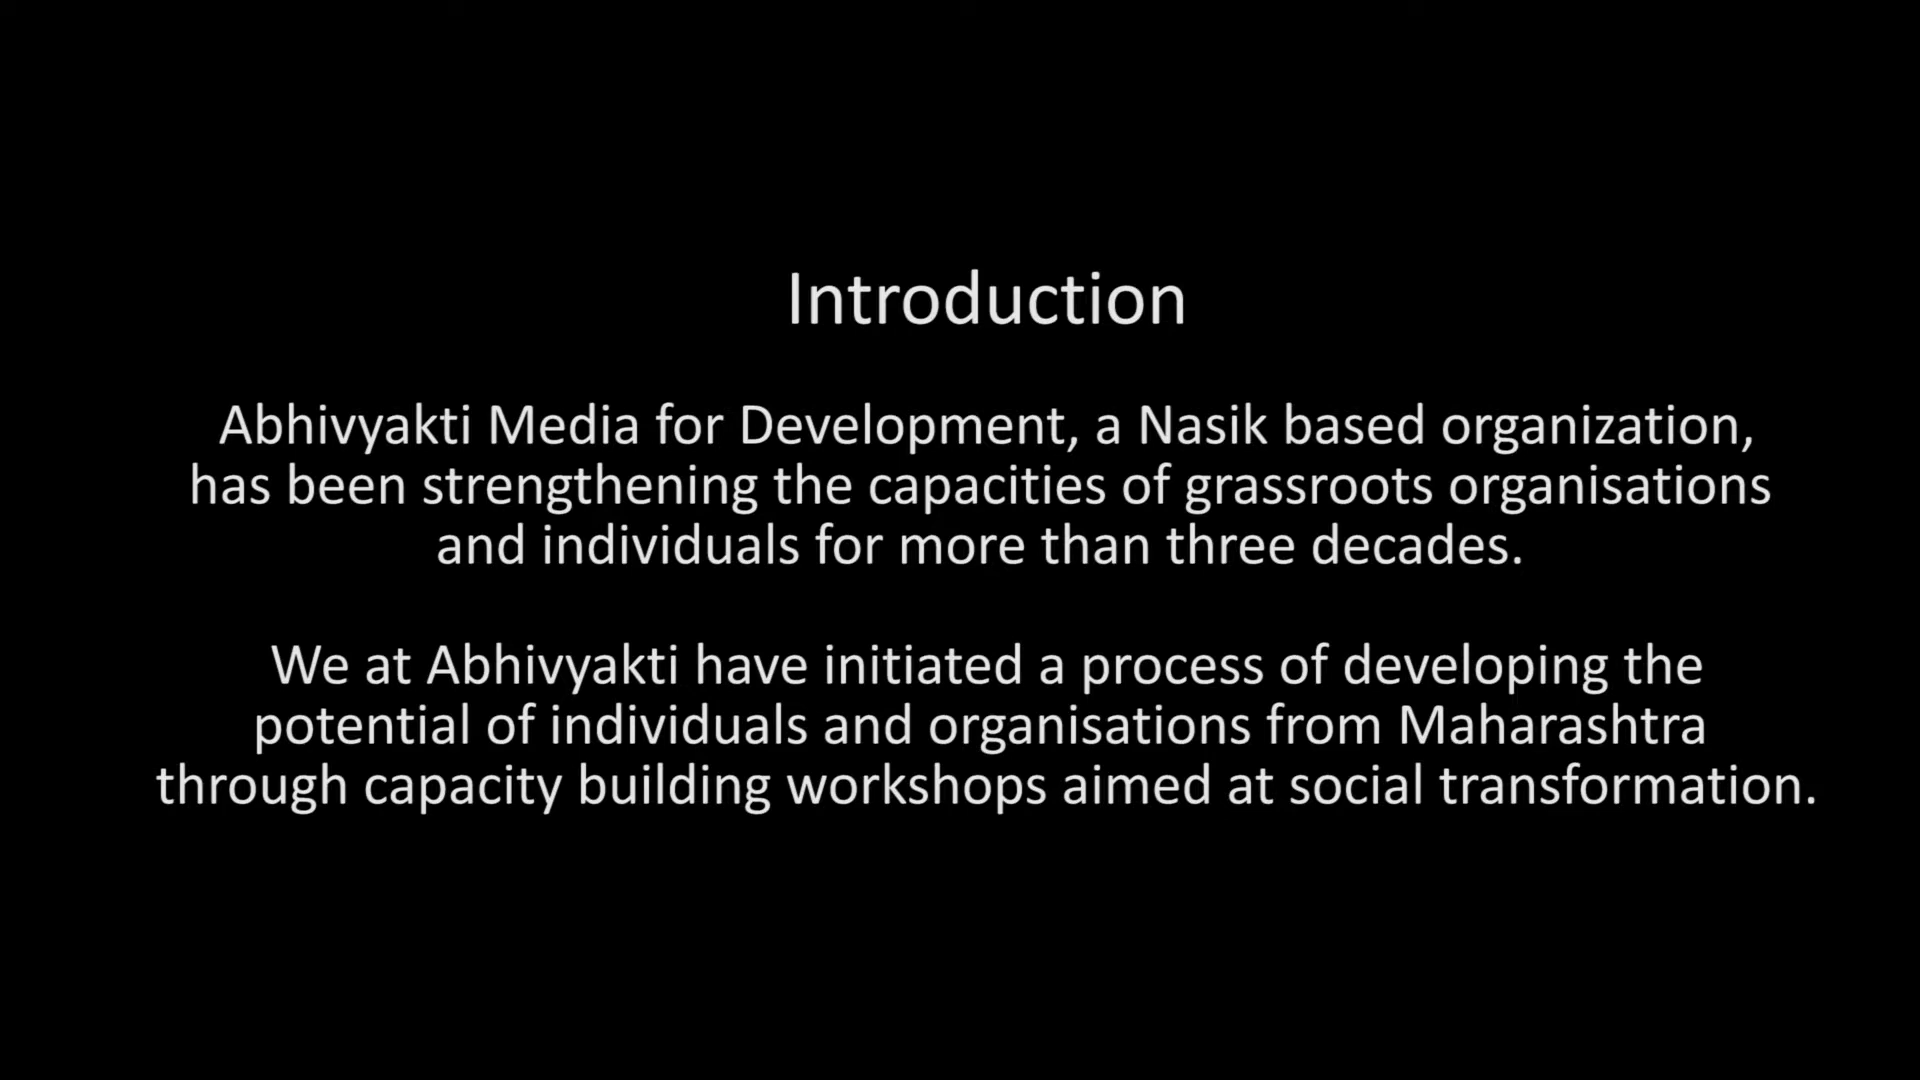 Introduction
Abhivyakti Media for Development, a Nasik based organization,
has been strengthening the capacities of grassroots organisations
and individuals for more than three decades.
We at Abhivyakti have initiated a process of developing the
potential of individuals and organisations from Maharashtra
through capacity building workshops aimed at social transformation.